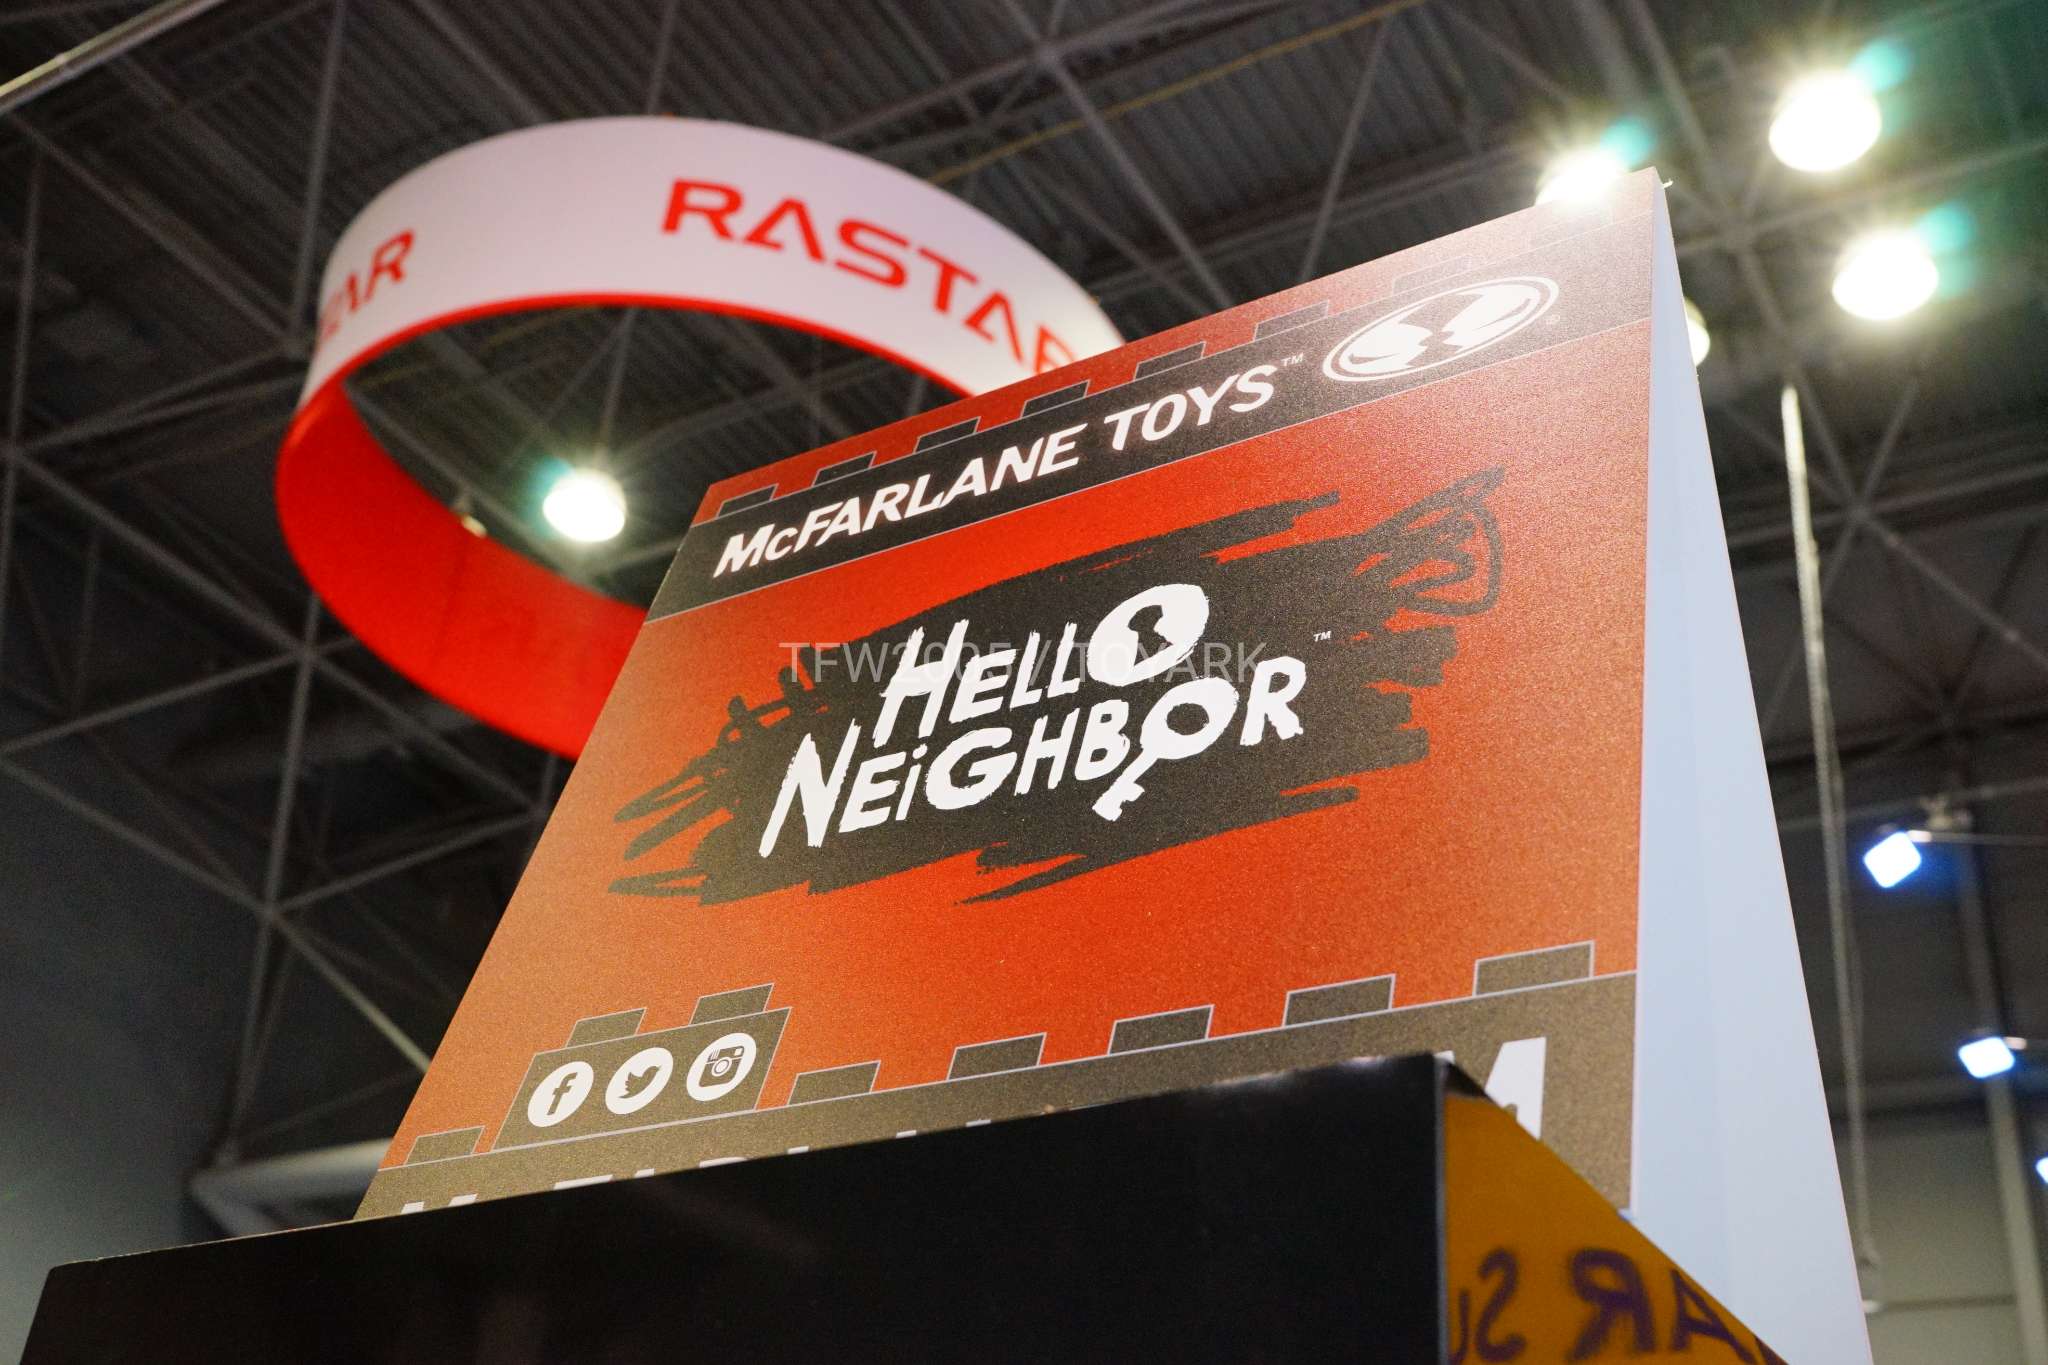 RASTAR
McFARLANE TOYS™
HELLO
NEiGHBOR™
TFW2005 // TOYARK